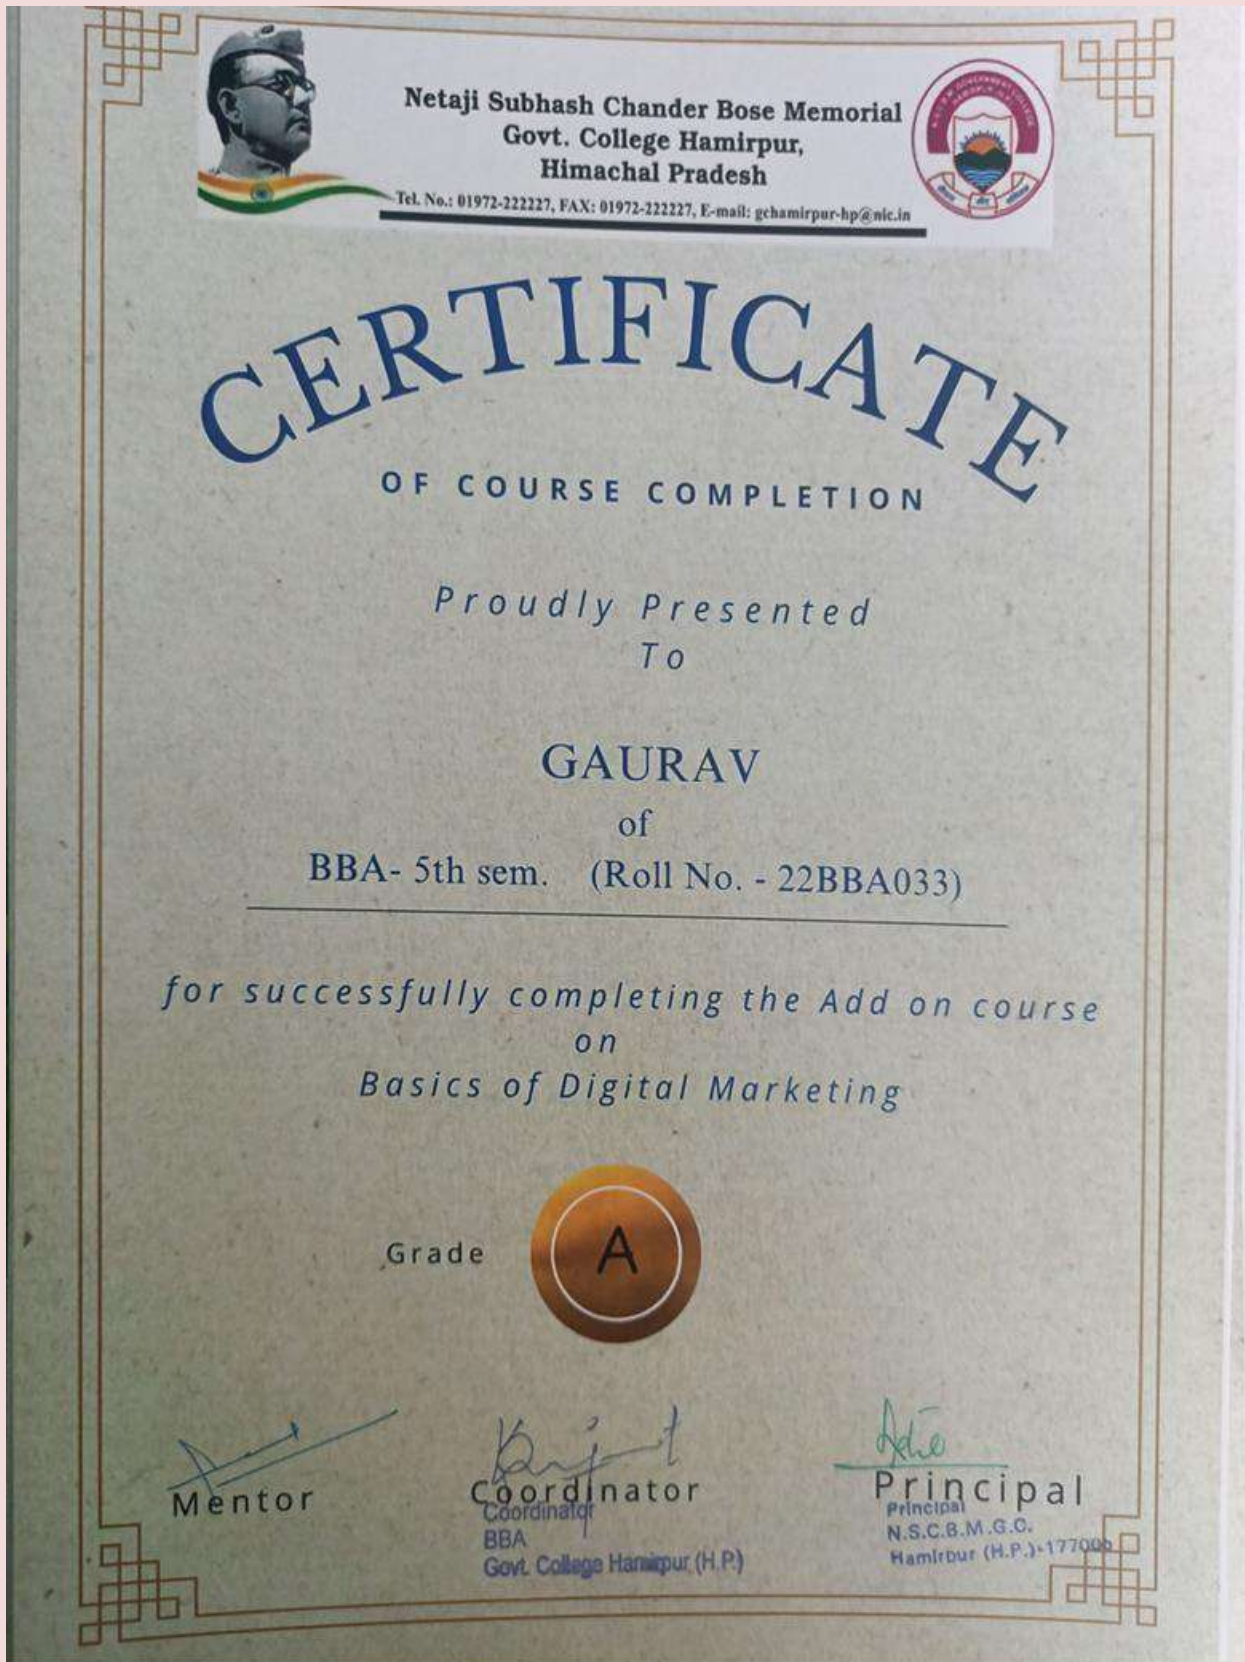 Netaji Subhash Chander Bose Memorial
Govt. College Hamirpur,
Himachal Pradesh
Tel. No.: 01972-222227, FAX: 01972-222227, E-mail: gchamirpur-hp@nic.in
CERTIFICATE
OF COURSE COMPLETION
Proudly Presented
To
GAURAV
of
BBA- 5th sem. (Roll No. - 22BBA033)
for successfully completing the Add on course
on
Basics of Digital Marketing
Grade
A
Mentor
Coordinator
Coordinator
BBA
Govt. College Hamirpur (H.P.)
Principal
Principal
N.S.C.B.M.G.C.
Hamirpur (H.P.)-177005